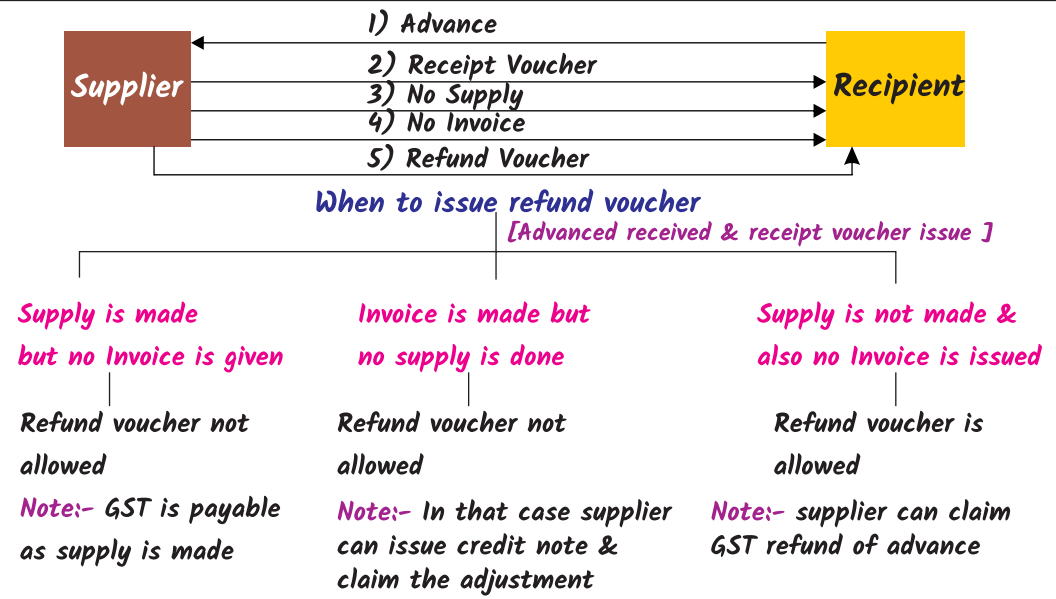 1) Advance
Supplier
2) Receipt Voucher
Recipient
3) No Supply
4) No Invoice
5) Refund Voucher
When to issue refund voucher
[Advanced received & receipt voucher issue ]
Supply is made
but no Invoice is given
Refund voucher not
allowed
Note:- GST is payable
as supply is made
Invoice is made but
no supply is done
Refund voucher not
allowed
Note:- In that case supplier
can issue credit note &
claim the adjustment
Supply is not made &
also no Invoice is issued
Refund voucher is
allowed
Note:- supplier can claim
GST refund of advance